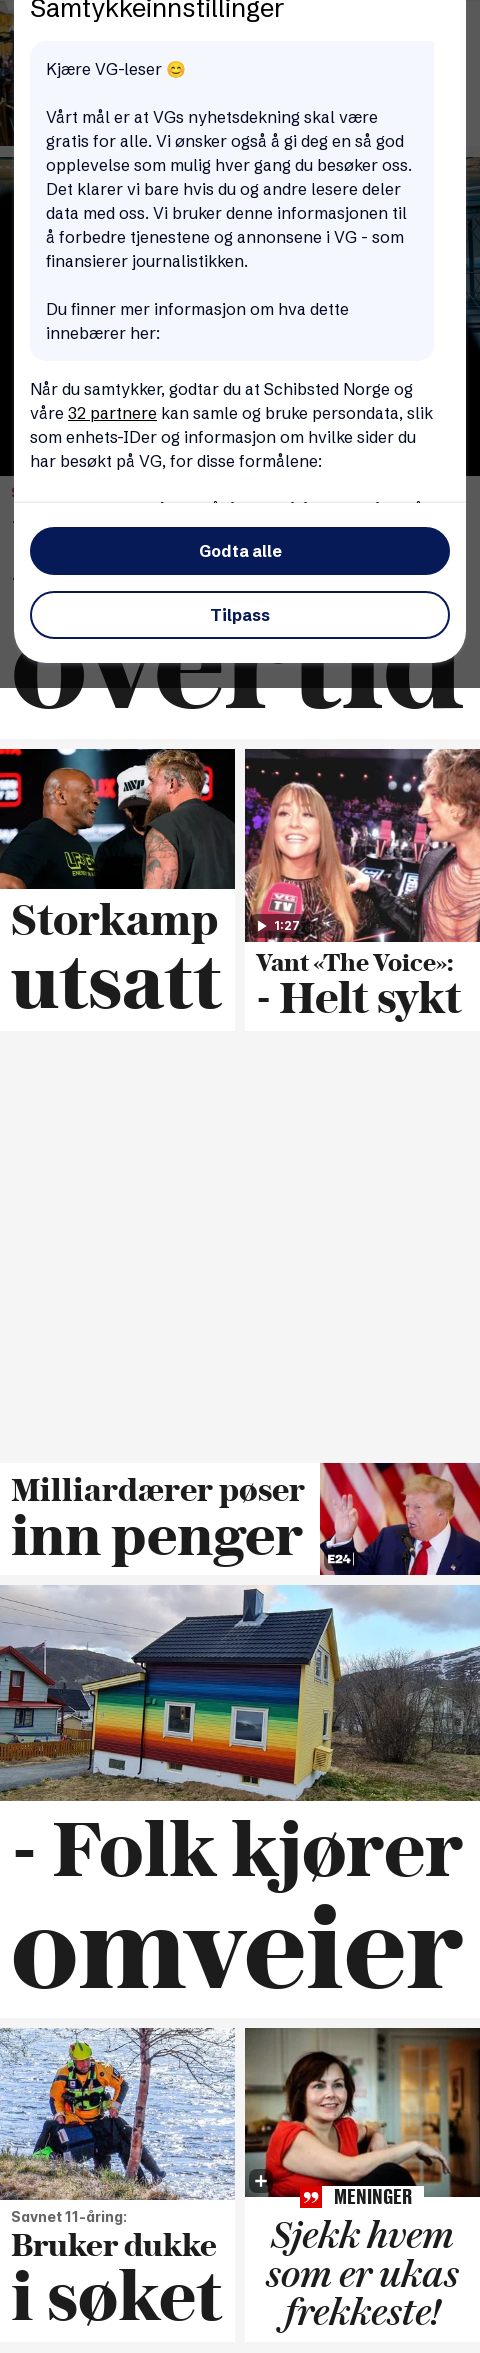 Samtykkeinnstillinger
Kjære VG-leser 😊
Vårt mål er at VGs nyhetsdekning skal være
gratis for alle. Vi ønsker også å gi deg en så god
opplevelse som mulig hver gang du besøker oss.
Det klarer vi bare hvis du og andre lesere deler
data med oss. Vi bruker denne informasjonen til
å forbedre tjenestene og annonsene i VG - som
finansierer journalistikken.
Du finner mer informasjon om hva dette
innebærer her:
Når du samtykker, godtar du at Schibsted Norge og
våre 32 partnere kan samle og bruke persondata, slik
som enhets-IDer og informasjon om hvilke sider du
har besøkt på VG, for disse formålene:
Godta alle
Tilpass
overtid
Storkamp
utsatt
VG
TV
1:27
Vant «The Voice»:
- Helt sykt
Milliardærer pøser
inn penger
E24
- Folk kjører
omveier
Savnet 11-åring:
Bruker dukke
i søket
MENINGER
Sjekk hvem
som er ukas
frekkeste!